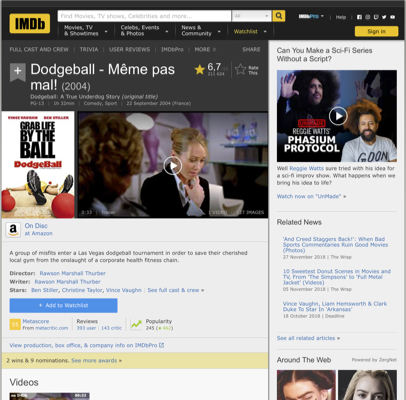 IMDb
Find Movies, TV shows, Celebrities and more...
All
IMDbPro
Help
Movies, TV
& Showtimes
Celebs, Events
& Photos
News &
Community
Watchlist
Sign in
FULL CAST AND CREW | TRIVIA | USER REVIEWS | IMDbPro | MORE
SHARE
Dodgeball - Même pas
mal! (2004)
6,7
Rate
This
Dodgeball: A True Underdog Story (original title)
PG-13 | 1h 32min | Comedy, Sport | 22 September 2004 (France)
VINCE VAUGHN BEN STILLER
GRAB LIFE
BY THE
BALL
DodgeBall
0:33 | Trailer
IMAGES
On Disc
at Amazon
A group of misfits enter a Las Vegas dodgeball tournament in order to save their cherished
local gym from the onslaught of a corporate health fitness chain.
Director: Rawson Marshall Thurber
Writer: Rawson Marshall Thurber
Stars: Ben Stiller, Christine Taylor, Vince Vaughn | See full cast & crew »
+ Add to Watchlist
Metascore
From metacritic.com
Reviews
393 user | 143 critic
Popularity
View production, box office, & company info on IMDbPro
2 wins & 9 nominations. See more awards »
Videos
Can You Make a Sci-Fi Series
Without a Script?
REGGIE WATTS'
PHASIUM
PROTOCOL
Well Reggie Watts sure tried with his idea for
a sci-fi improv show. What happens when we
bring his idea to life?
Watch now on "UnMade" »
Related News
'And Creed Staggers Back!': When Bad
Sports Commentaries Ruin Good Movies
(Photos)
27 November 2018 | The Wrap
10 Sweetest Donut Scenes in Movies and
TV, From 'The Simpsons' to 'Full Metal
Jacket' (Videos)
05 November 2018 | The Wrap
Vince Vaughn, Liam Hemsworth & Clark
Duke To Star In 'Arkansas'
18 October 2018 | Deadline
See all related articles »
Around The Web
Powered by ZergNet